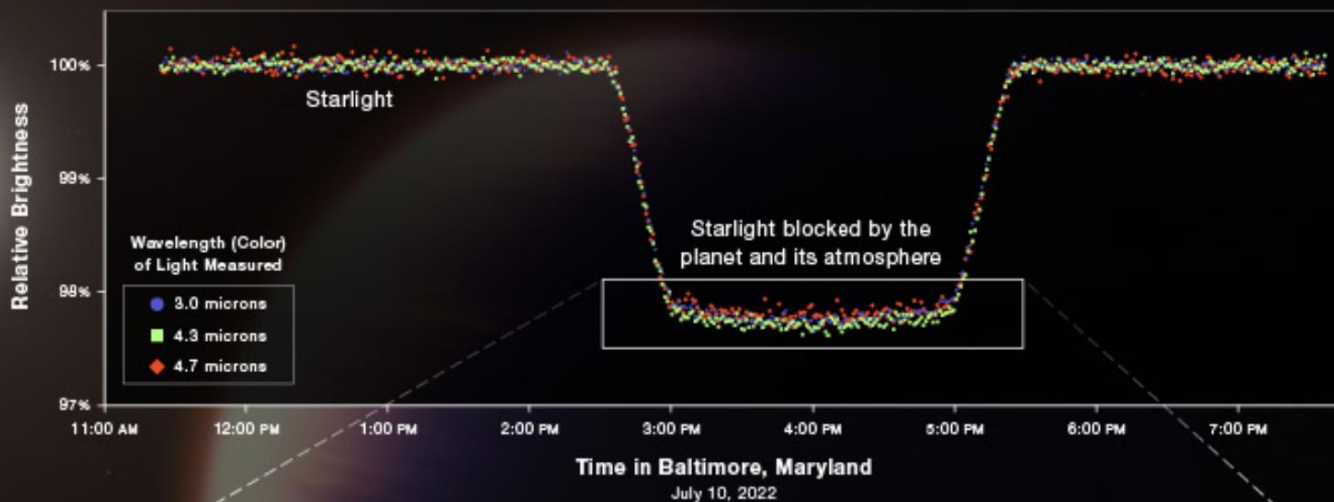 100%
Starlight
99%
Relative Brightness
Starlight blocked by the
planet and its atmosphere
Wavelength (Color)
of Light Measured
3.0 microns
4.3 microns
4.7 microns
98%
97%
11:00 AM 12:00 PM 1:00 PM 2:00 PM 3:00 PM 4:00 PM 5:00 PM 6:00 PM 7:00 PM
Time in Baltimore, Maryland
July 10, 2022